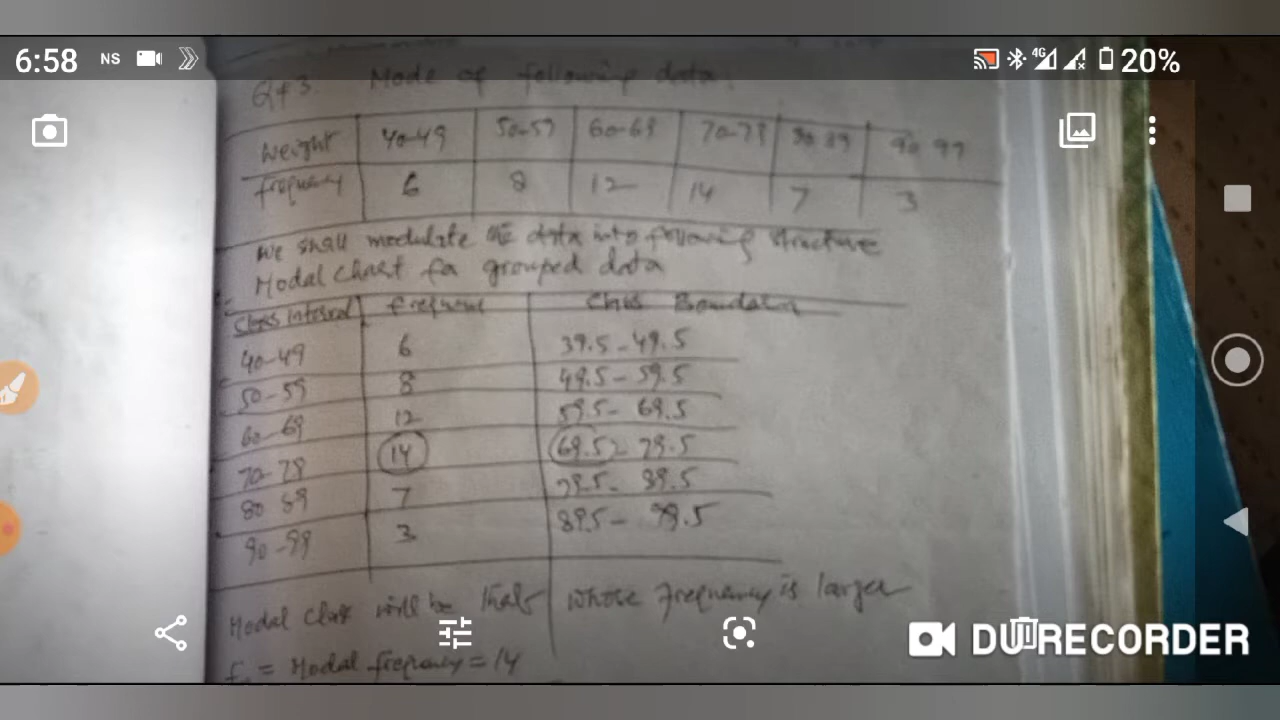 6:58 NS 4G 20%
Q#3 Mode of following data.
Weight 40-49 50-59 60-69 70-79 80-89 90-99
frequency 6 8 12 14 7 3
We shall modulate the data into following structure
Modal Chart for grouped data
Class interval frequency Class Boundary
40-49 6 39.5-49.5
50-59 8 49.5-59.5
60-69 12 59.5-69.5
70-79 14 69.5-79.5
80-89 7 79.5-89.5
90-99 3 89.5-99.5
Modal Class will be that whose frequency is larger
= Modal frequency = 14
DU RECORDER